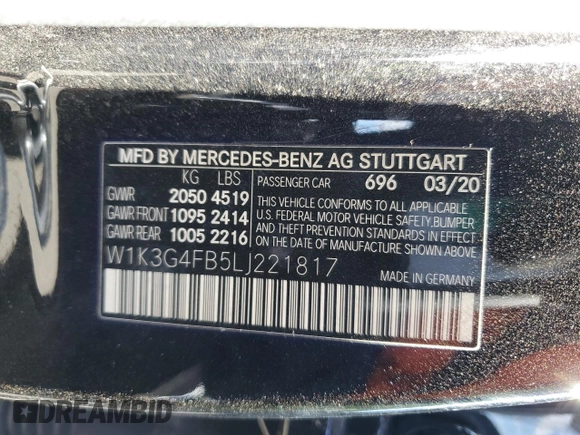 MFD BY MERCEDES-BENZ AG STUTTGART
KG LBS
GVWR 2050 4519
GAWR FRONT 1095 2414
GAWR REAR 1005 2216
PASSENGER CAR 696 03/20
THIS VEHICLE CONFORMS TO ALL APPLICABLE
U.S. FEDERAL MOTOR VEHICLE SAFETY, BUMPER
AND THEFT PREVENTION STANDARDS IN EFFECT
ON THE DATE OF MANUFACTURE SHOWN ABOVE.
W1K3G4FB5LJ221817
MADE IN GERMANY
DREAMBID